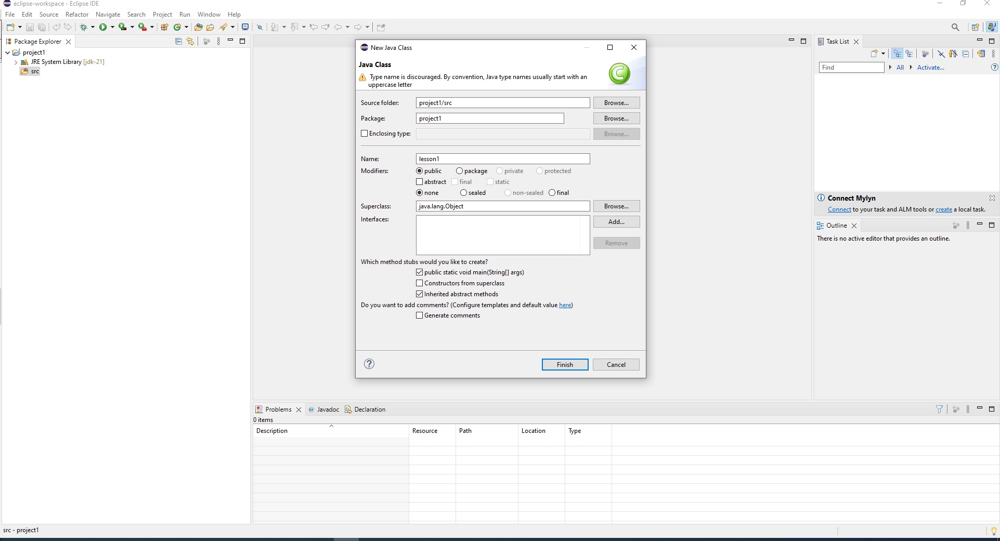 eclipse-workspace - Eclipse IDE
File Edit Source Refactor Navigate Search Project Run Window Help
Package Explorer
project1
JRE System Library [jdk-21]
src
New Java Class
Java Class
Type name is discouraged. By convention, Java type names usually start with an
uppercase letter
Source folder: project1/src Browse...
Package: project1 Browse...
Enclosing type: Browse...
Name: lesson1
Modifiers: public package private protected
abstract final static
none sealed non-sealed final
Superclass: java.lang.Object Browse...
Interfaces: Add...
Remove
Which method stubs would you like to create?
public static void main(String[] args)
Constructors from superclass
Inherited abstract methods
Do you want to add comments? (Configure templates and default value here)
Generate comments
Finish Cancel
Task List
Find All Activate...
Connect Mylyn
Connect to your task and ALM tools or create a local task.
Outline
There is no active editor that provides an outline.
Problems @ Javadoc Declaration
0 items
Description Resource Path Location Type
src - project1